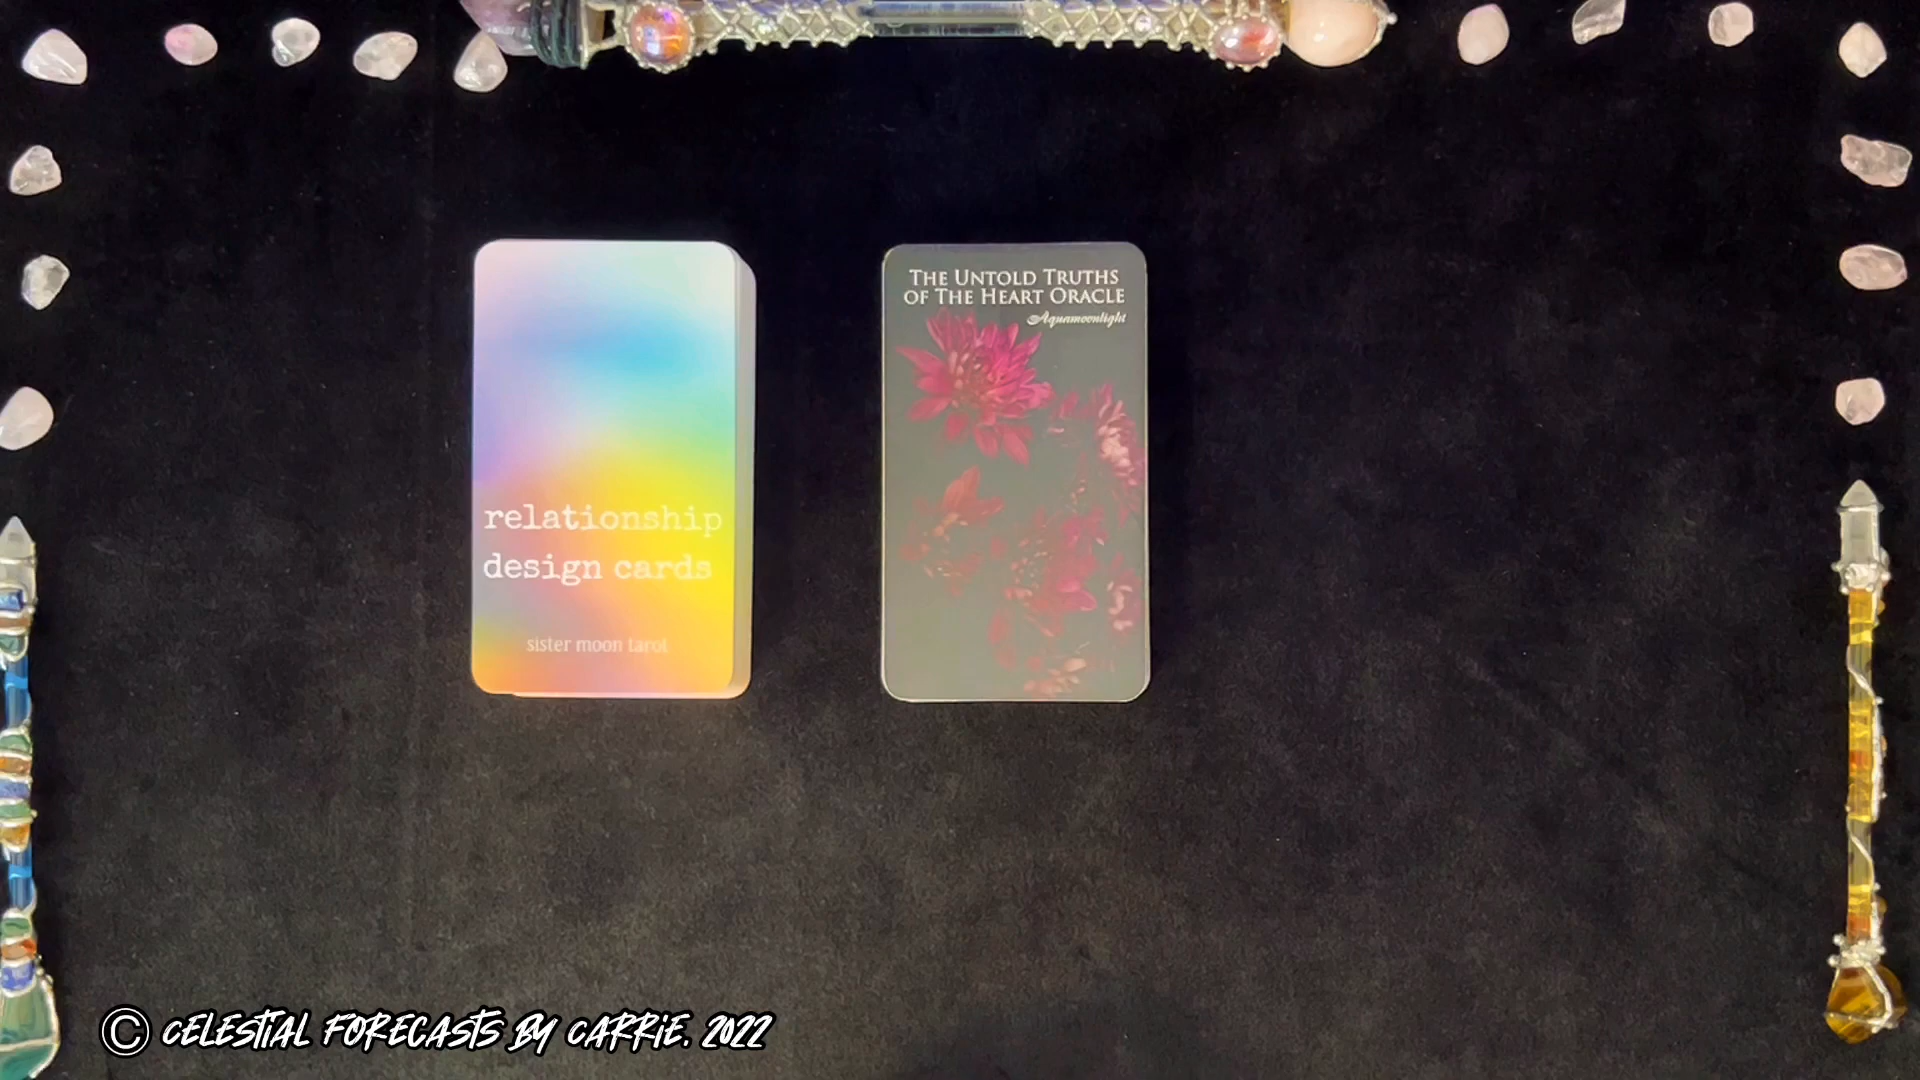 relationship
design cards
sister moon tarot
THE UNTOLD TRUTHS
OF THE HEART ORACLE
Aquamoonlight
© CELESTIAL FORECASTS BY CARRiE. 2022